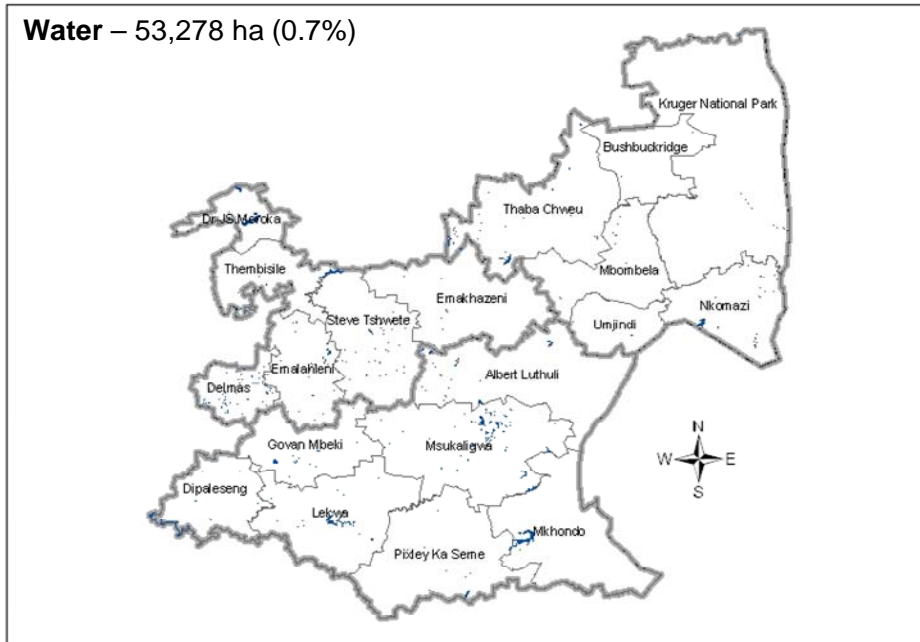 Water – 53,278 ha (0.7%)
Kruger National Park
Bushbuckridge
Thaba Chweu
Dr JS Moroka
Thembisile
Mbombela
Emakhazeni
Nkomazi
Steve Tshwete
Umjindi
Emalahleni
Albert Luthuli
Delmas
Govan Mbeki
Msukaligwa
N
W
E
S
Dipaleseng
Lekwa
Mkhondo
Pixley Ka Seme